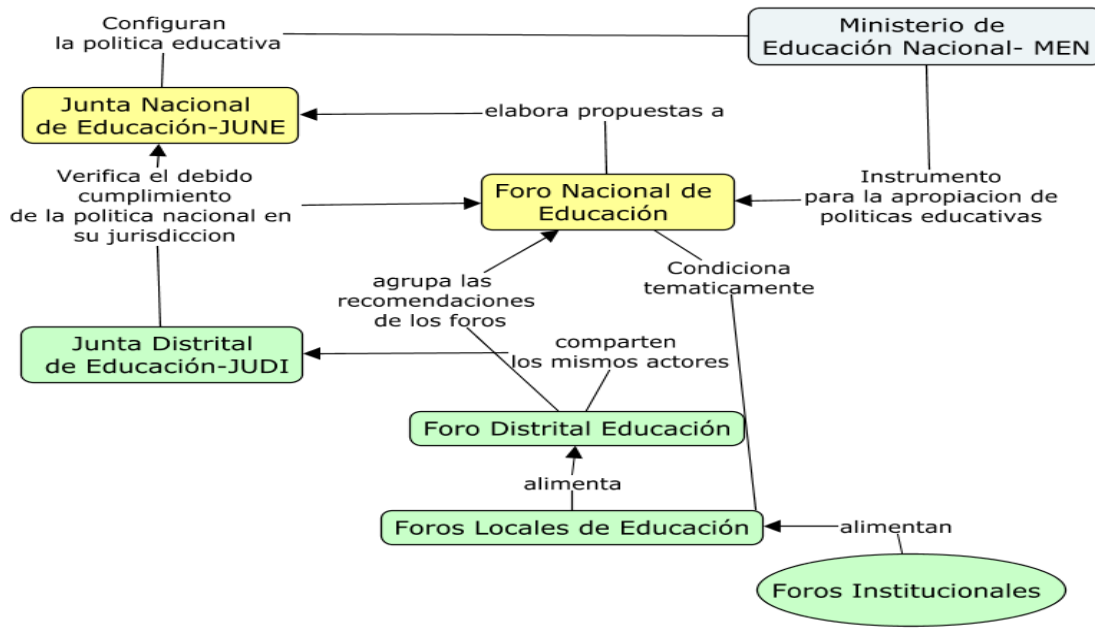 Configuran
la politica educativa
Ministerio de
Educación Nacional- MEN
Junta Nacional
de Educación-JUNE
elabora propuestas a
Verifica el debido
cumplimiento
de la politica nacional en
su jurisdiccion
Foro Nacional de
Educación
Instrumento
para la apropiacion de
politicas educativas
agrupa las
recomendaciones
de los foros
Condiciona
tematicamente
Junta Distrital
de Educación-JUDI
comparten
los mismos actores
Foro Distrital Educación
alimenta
Foros Locales de Educación
alimentan
Foros Institucionales